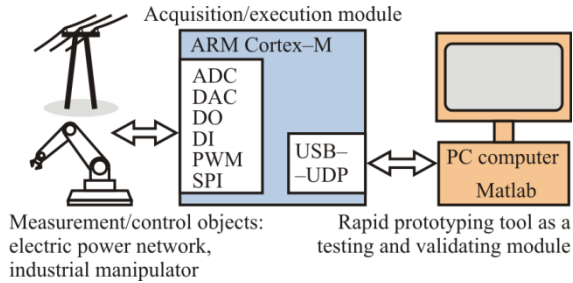 Acquisition/execution module
ARM Cortex–M
ADC
DAC
DO
DI
PWM
SPI
USB–
–UDP
PC computer
Matlab
Measurement/control objects:
electric power network,
industrial manipulator
Rapid prototyping tool as a
testing and validating module